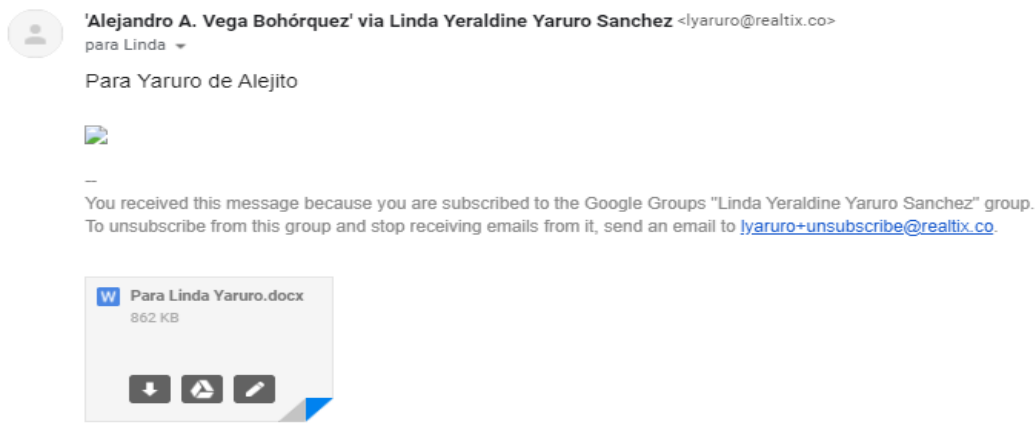 'Alejandro A. Vega Bohórquez' via Linda Yeraldine Yaruro Sanchez <lyaruro@realtix.co>
para Linda
Para Yaruro de Alejito
--
You received this message because you are subscribed to the Google Groups "Linda Yeraldine Yaruro Sanchez" group.
To unsubscribe from this group and stop receiving emails from it, send an email to lyaruro+unsubscribe@realtix.co.
W Para Linda Yaruro.docx
862 KB